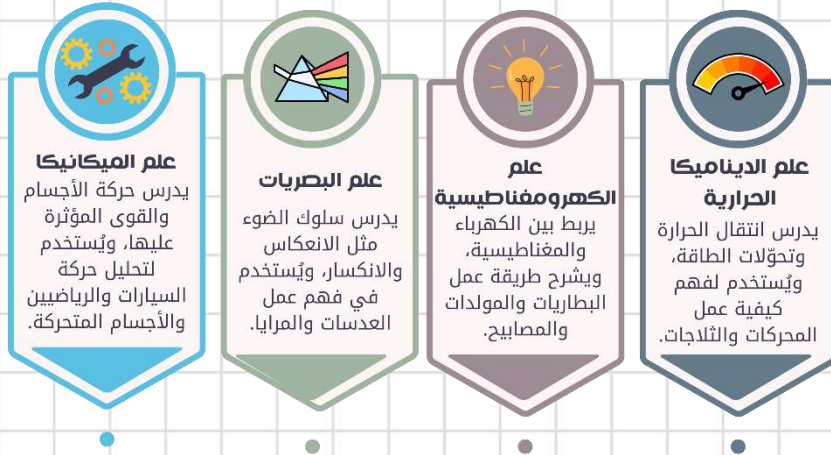 علم الديناميكا
الحرارية
يدرس انتقال الحرارة
وتحوّلات الطاقة،
ويُستخدم لفهم
كيفية عمل
المحركات والثلاجات.
علم
الكهرومغناطيسية
يربط بين الكهرباء
والمغناطيسية،
ويشرح طريقة عمل
البطاريات والمولدات
والمصابيح.
علم البصريات
يدرس سلوك الضوء
مثل الانعكاس
والانكسار، ويُستخدم
في فهم عمل
العدسات والمرايا.
علم الميكانيكا
يدرس حركة الأجسام
والقوى المؤثرة
عليها، ويُستخدم
لتحليل حركة
السيارات والرياضيين
والأجسام المتحركة.